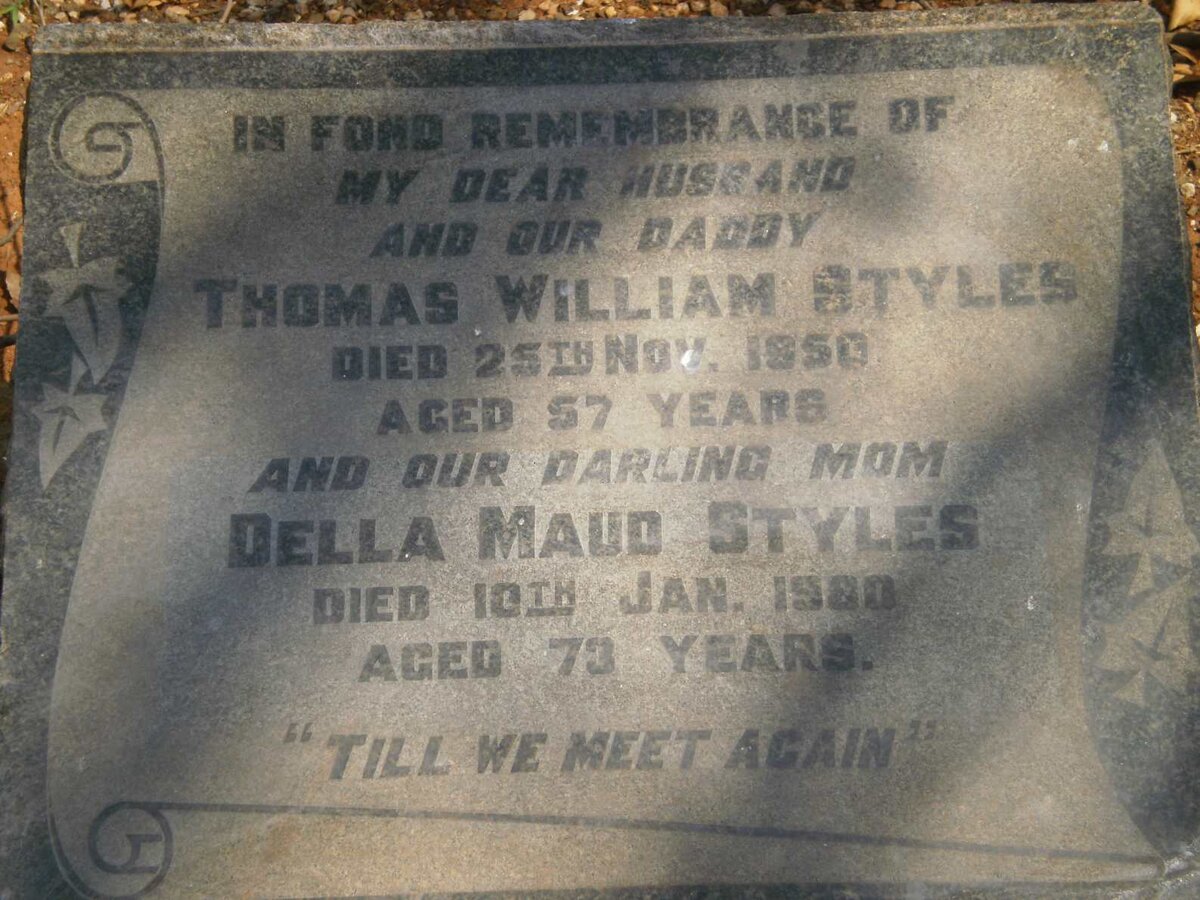 IN FOND REMEMBRANCE OF
MY DEAR HUSBAND
AND OUR DADDY
THOMAS WILLIAM STYLES
DIED 25TH NOV. 1950
AGED 57 YEARS
AND OUR DARLING MOM
DELLA MAUD STYLES
DIED 10TH JAN.
AGED 73 YEARS.
"TILL WE MEET AGAIN"